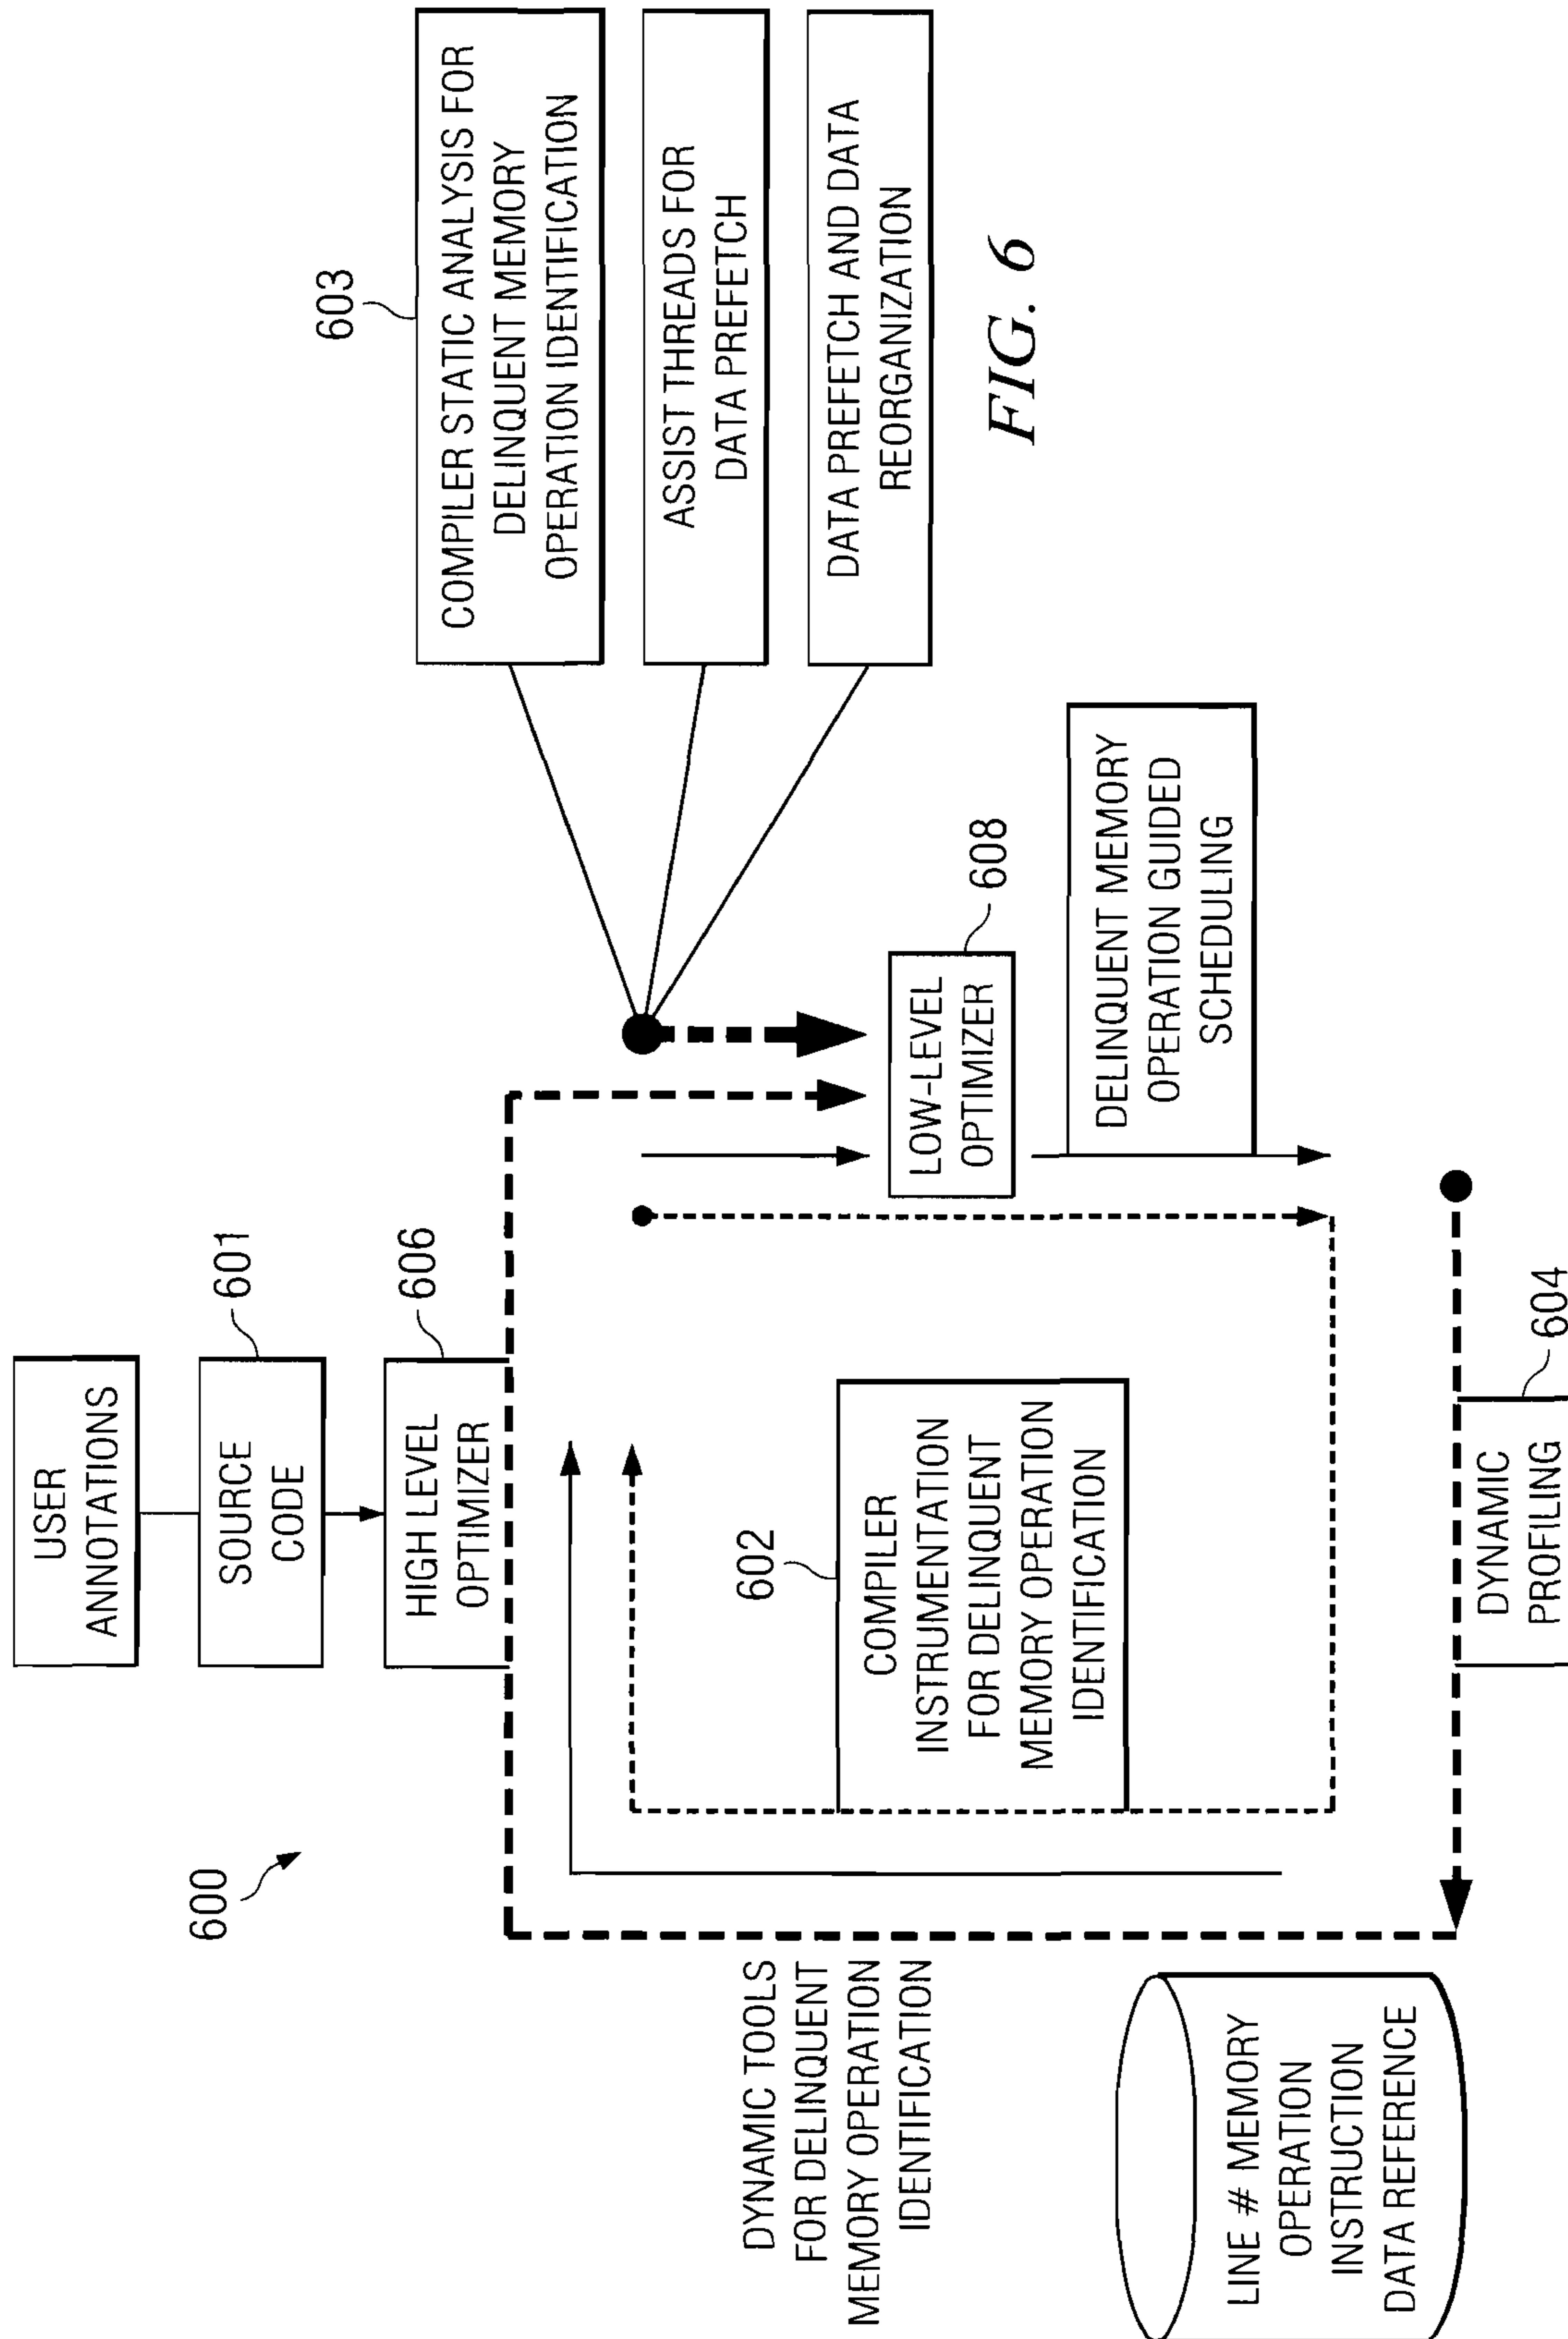 600
USER
ANNOTATIONS
SOURCE
CODE
601
HIGH LEVEL
OPTIMIZER
606
603
COMPILER STATIC ANALYSIS FOR
DELINQUENT MEMORY
OPERATION IDENTIFICATION
ASSIST THREADS FOR
DATA PREFETCH
DATA PREFETCH AND DATA
REORGANIZATION
DYNAMIC TOOLS
FOR DELINQUENT
MEMORY OPERATION
IDENTIFICATION
602
COMPILER
INSTRUMENTATION
FOR DELINQUENT
MEMORY OPERATION
IDENTIFICATION
LOW-LEVEL
OPTIMIZER
608
DELINQUENT MEMORY
OPERATION GUIDED
SCHEDULING
LINE # MEMORY
OPERATION
INSTRUCTION
DATA REFERENCE
DYNAMIC
PROFILING
604
FIG. 6